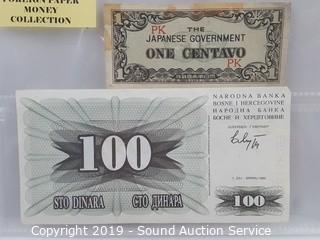 FOREIGN PAPER
MONEY
COLLECTION
THE
JAPANESE GOVERNMENT
PK
ONE CENTAVO
PK
NARODNA BANKA
BOSNE I HERCEGOVINE
НАРОДНА БАНКА
БОСНЕ И ХЕРЦЕГОВИНЕ
100
STO DINARA
СТО ДИНАРА
100
Copyright 2019 - Sound Auction Service